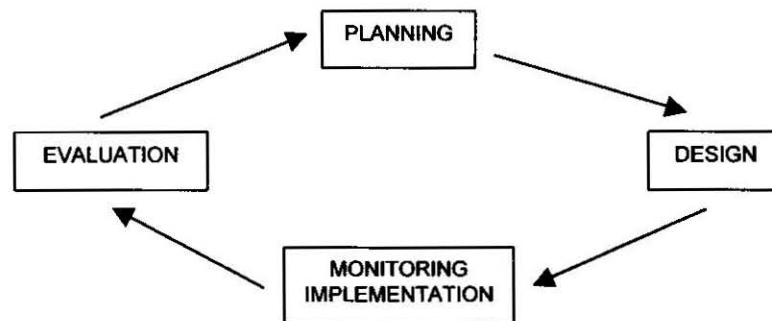 PLANNING
EVALUATION
DESIGN
MONITORING
IMPLEMENTATION